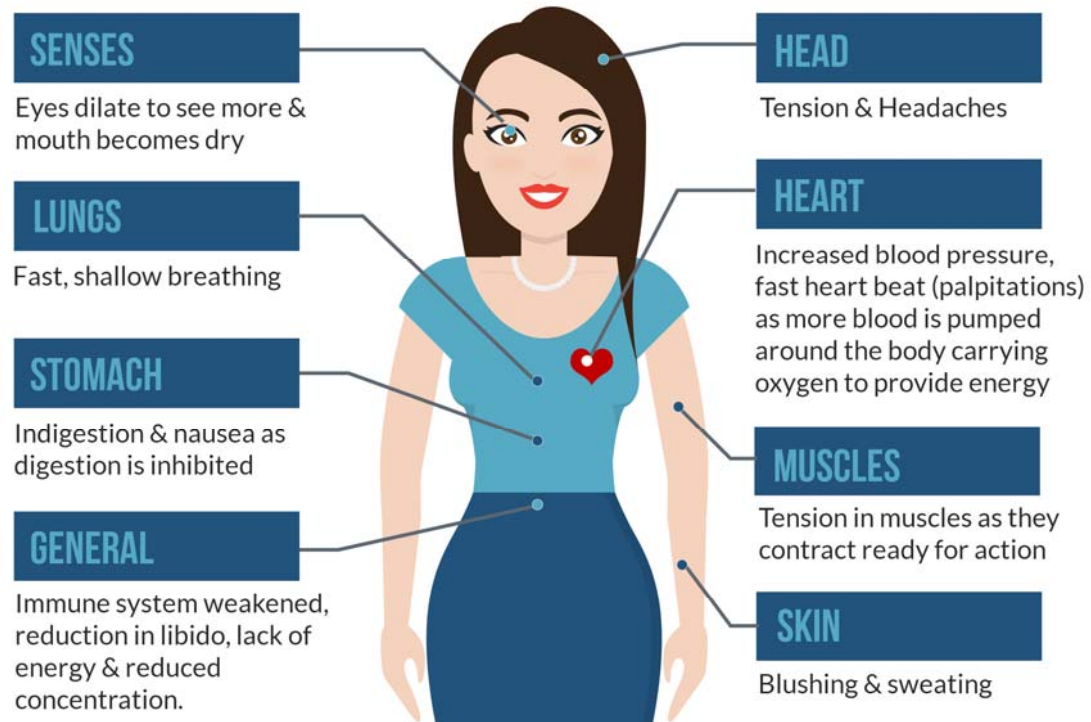 SENSES
Eyes dilate to see more &
mouth becomes dry
LUNGS
Fast, shallow breathing
STOMACH
Indigestion & nausea as
digestion is inhibited
GENERAL
Immune system weakened,
reduction in libido, lack of
energy & reduced
concentration.
HEAD
Tension & Headaches
HEART
Increased blood pressure,
fast heart beat (palpitations)
as more blood is pumped
around the body carrying
oxygen to provide energy
MUSCLES
Tension in muscles as they
contract ready for action
SKIN
Blushing & sweating